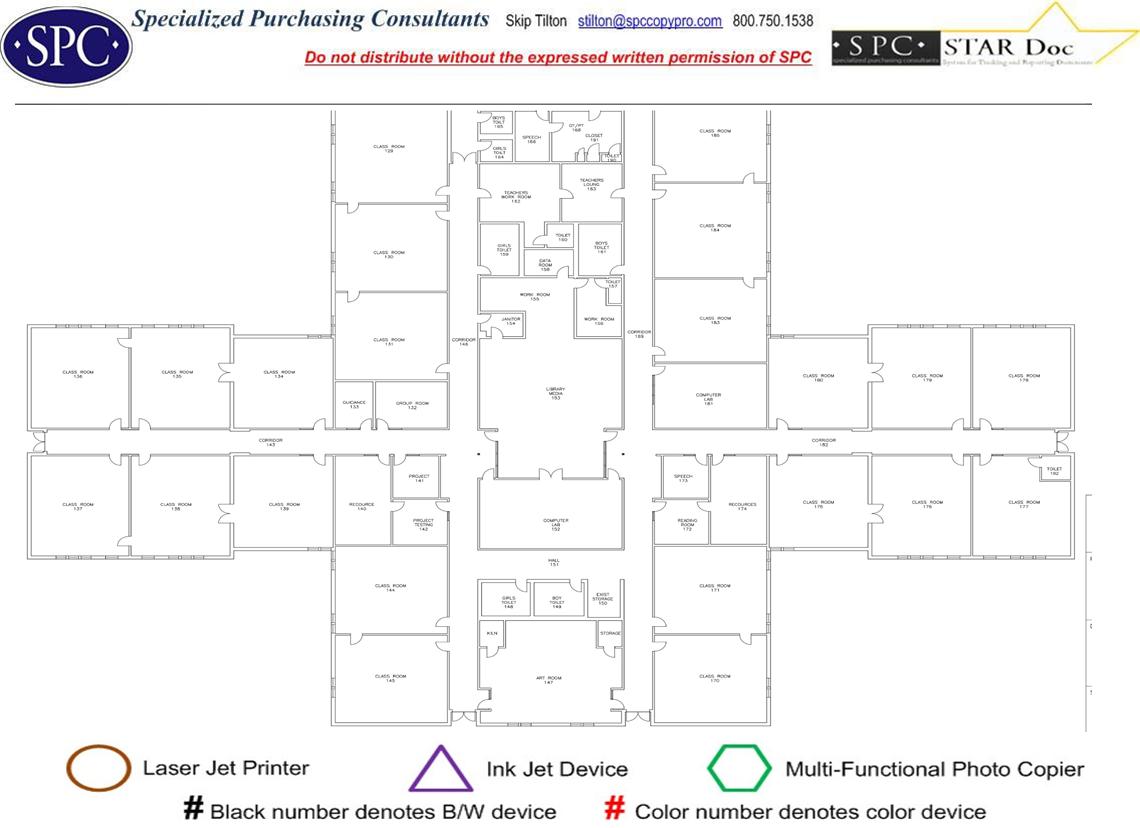 Specialized Purchasing Consultants Skip Tilton stilton@spccopypro.com 800.750.1538
·SPC·
Do not distribute without the expressed written permission of SPC
·SPC· STAR Doc
specialized purchasing consultants System for Tracking and Reporting Documents
CLASS ROOM
129
BOYS
TOILT
165
GIRLS
TOILT
164
SPEECH
166
OT/PT
168
CLOSET
191
TOILET
190
CLASS ROOM
TEACHERS
WORK ROOM
162
TEACHERS
LOUNG
163
CLASS ROOM
184
CLASS ROOM
130
GIRLS
TOILET
159
TOILET
160
BOYS
TOILET
161
DATA
ROOM
158
TOILET
157
WORK ROOM
155
JANITOR
154
WORK ROOM
156
CLASS ROOM
183
CLASS ROOM
131
CORRIDOR
146
CORRIDOR
169
CLASS ROOM
136
CLASS ROOM
135
CLASS ROOM
134
GUIDANCE
133
GROUP ROOM
132
LIBRARY
MEDIA
153
COMPUTER
LAB
181
CLASS ROOM
180
CLASS ROOM
179
CLASS ROOM
178
CORRIDOR
143
CORRIDOR
182
CLASS ROOM
137
CLASS ROOM
138
CLASS ROOM
139
RECOURCE
140
PROJECT
141
PROJECT
TESTING
142
COMPUTER
LAB
152
SPEECH
173
READING
ROOM
172
RECOURCES
174
CLASS ROOM
175
CLASS ROOM
176
CLASS ROOM
177
TOILET
192
HALL
151
CLASS ROOM
144
GIRLS
TOILET
148
BOY
TOILET
149
EXIST
STORAGE
150
CLASS ROOM
171
KILN
STORAGE
CLASS ROOM
145
ART ROOM
147
CLASS ROOM
170
Laser Jet Printer
Ink Jet Device
Multi-Functional Photo Copier
# Black number denotes B/W device
# Color number denotes color device